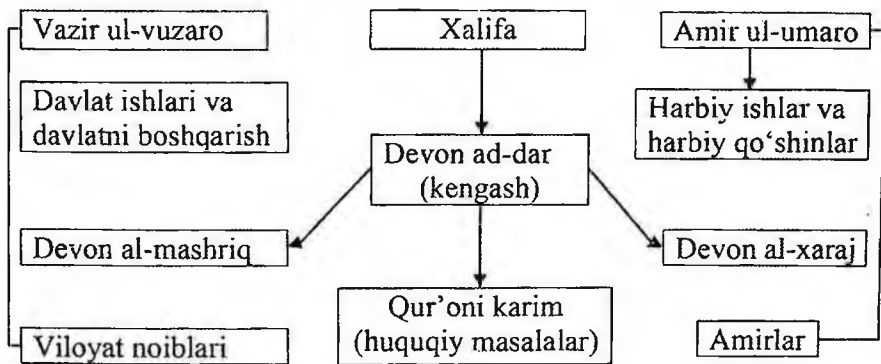 Vazir ul-vuzaro
Xalifa
Amir ul-umaro
Davlat ishlari va
davlatni boshqarish
Harbiy ishlar va
harbiy qo‘shinlar
Devon ad-dar
(kengash)
Devon al-mashriq
Devon al-xaraj
Qur’oni karim
(huquqiy masalalar)
Viloyat noiblari
Amirlar